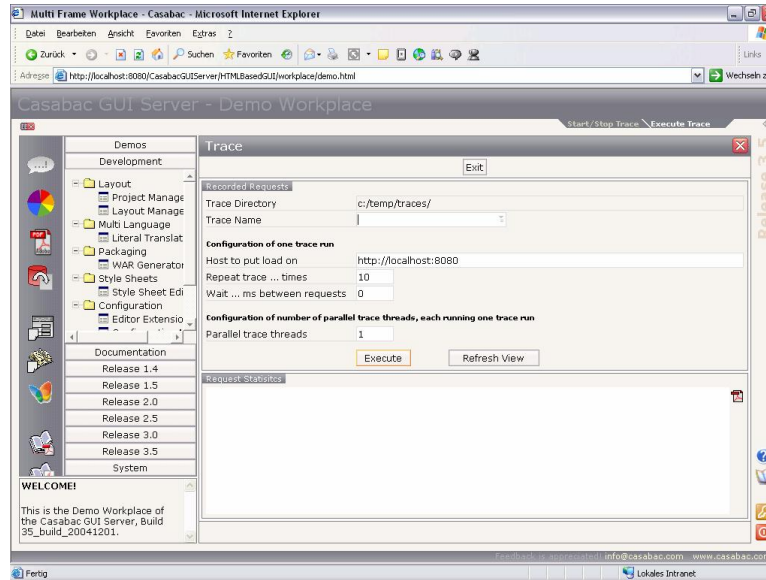 Multi Frame Workplace - Casabac - Microsoft Internet Explorer
Datei Bearbeiten Ansicht Favoriten Extras ?
Zurück Suchen Favoriten Links
Adresse http://localhost:8080/CasabacGUIServer/HTMLBasedGUI/workplace/demo.html Wechseln z
Casabac GUI Server - Demo Workplace
Start/Stop Trace Execute Trace
Demos
Development
Layout
Project Manage
Layout Manage
Multi Language
Literal Translat
Packaging
WAR Generator
Style Sheets
Style Sheet Edi
Configuration
Editor Extensio
Documentation
Release 1.4
Release 1.5
Release 2.0
Release 2.5
Release 3.0
Release 3.5
System
WELCOME!
This is the Demo Workplace of
the Casabac GUI Server, Build
35_build_20041201.
Trace
Exit
Recorded Requests
Trace Directory c:/temp/traces/
Trace Name
Configuration of one trace run
Host to put load on http://localhost:8080
Repeat trace ... times 10
Wait ... ms between requests 0
Configuration of number of parallel trace threads, each running one trace run
Parallel trace threads 1
Execute Refresh View
Request Statisitcs
Release 3.5
Feedback is appreciated! info@casabac.com www.casabac.com
Fertig Lokales Intranet